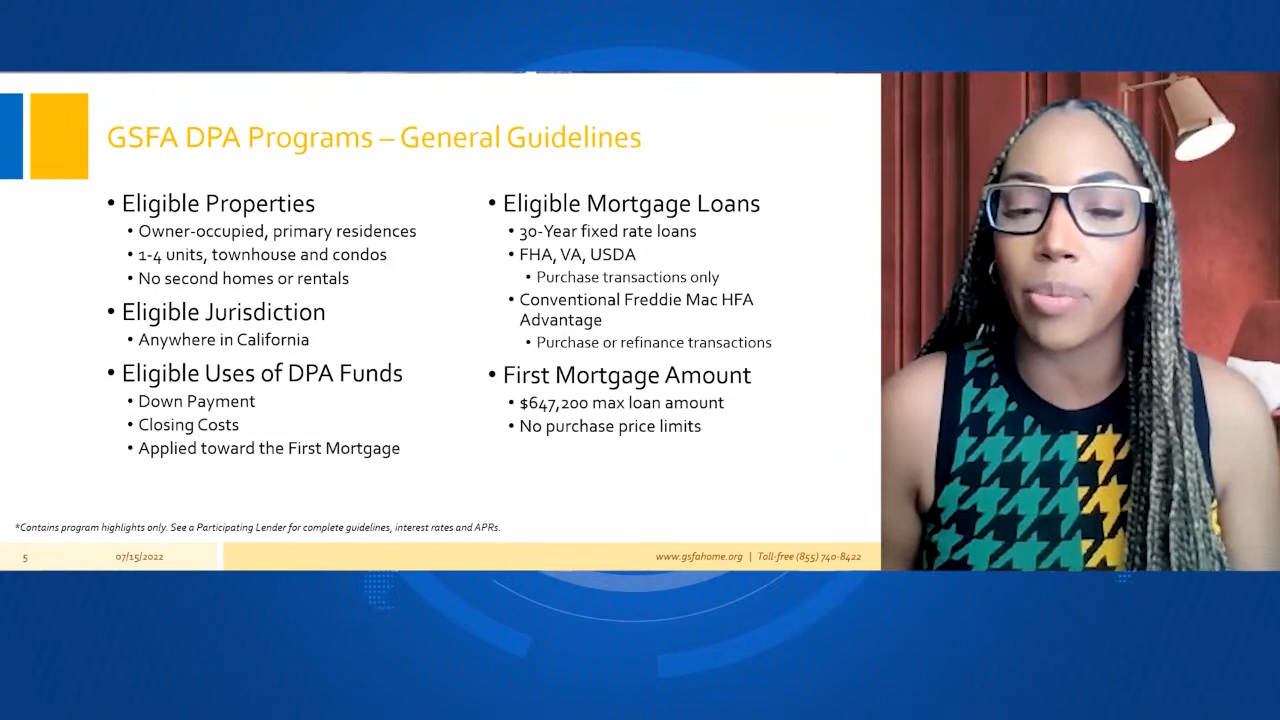 GSFA DPA Programs – General Guidelines
• Eligible Properties
• Owner-occupied, primary residences
• 1-4 units, townhouse and condos
• No second homes or rentals
• Eligible Jurisdiction
• Anywhere in California
• Eligible Uses of DPA Funds
• Down Payment
• Closing Costs
• Applied toward the First Mortgage
• Eligible Mortgage Loans
• 30-Year fixed rate loans
• FHA, VA, USDA
• Purchase transactions only
• Conventional Freddie Mac HFA
Advantage
• Purchase or refinance transactions
• First Mortgage Amount
• $647,200 max loan amount
• No purchase price limits
*Contains program highlights only. See a Participating Lender for complete guidelines, interest rates and APRs.
5 07/15/2022 www.gsfahome.org | Toll-free (855) 740-8422